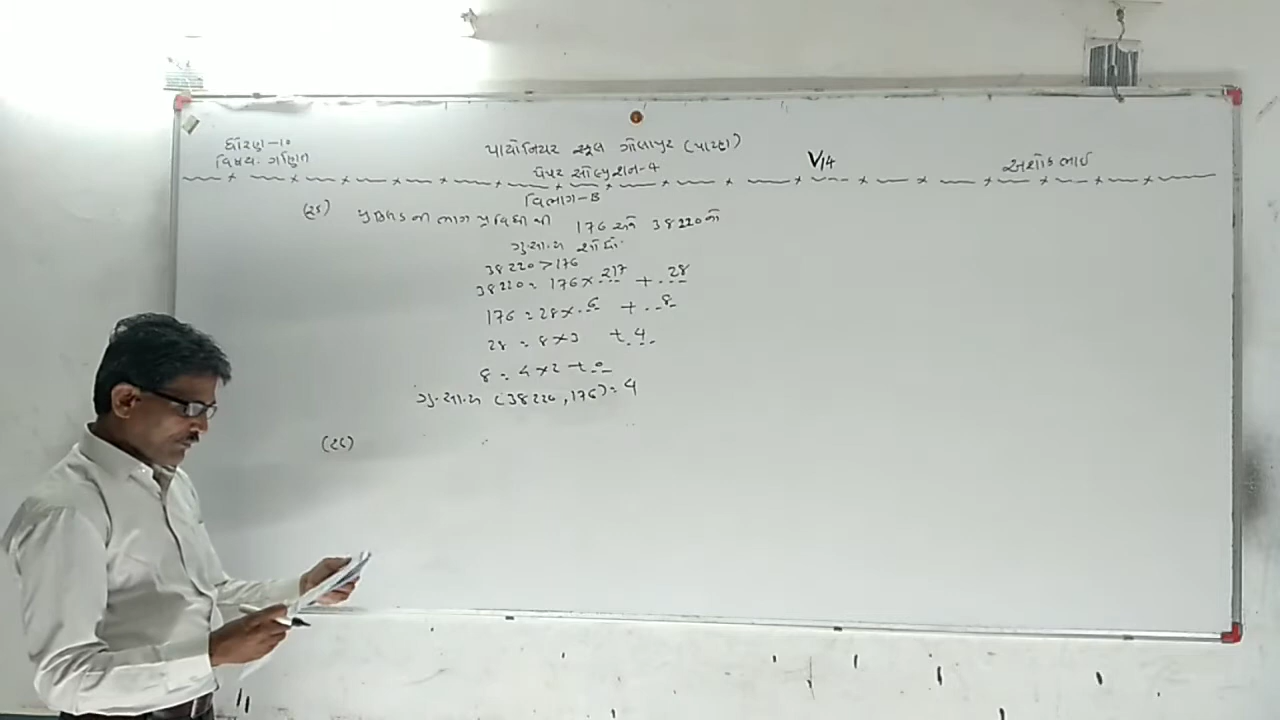 ધોરણ-૧૦
વિષય: ગણિત
પાયોનિયર સ્કૂલ ગોલાપુર (પાટણ)
પેપર સોલ્યુશન-4
V14
અશોકભાઈ
વિભાગ-B
(૨૬) યુક્લિડની ભાગ પ્રવિધિથી 176 અને 38220નો
ગુ.સા.અ શોધો.
38220 > 176
38220 = 176 × 217 + 28
176 = 28 × 6 + 8
28 = 8 × 3 + 4
8 = 4 × 2 + 0
ગુ.સા.અ (38220, 176) = 4